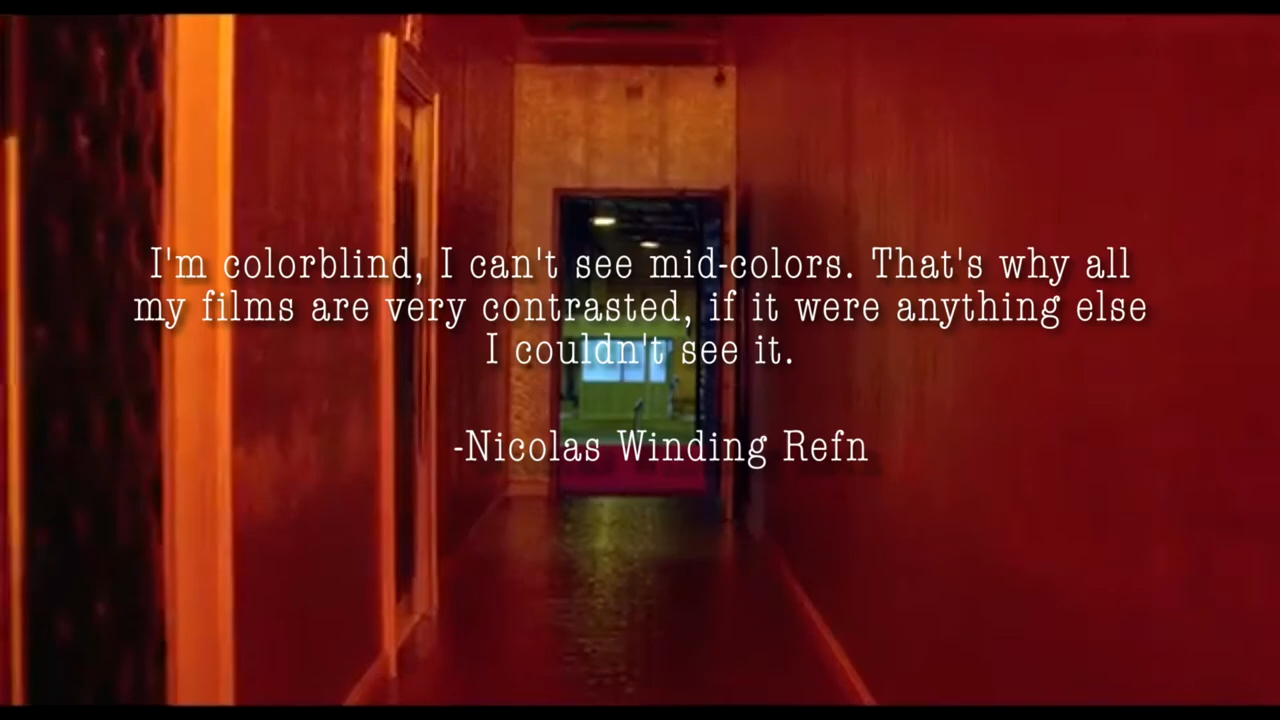 I'm colorblind, I can't see mid-colors. That's why all
my films are very contrasted, if it were anything else
I couldn't see it.
-Nicolas Winding Refn